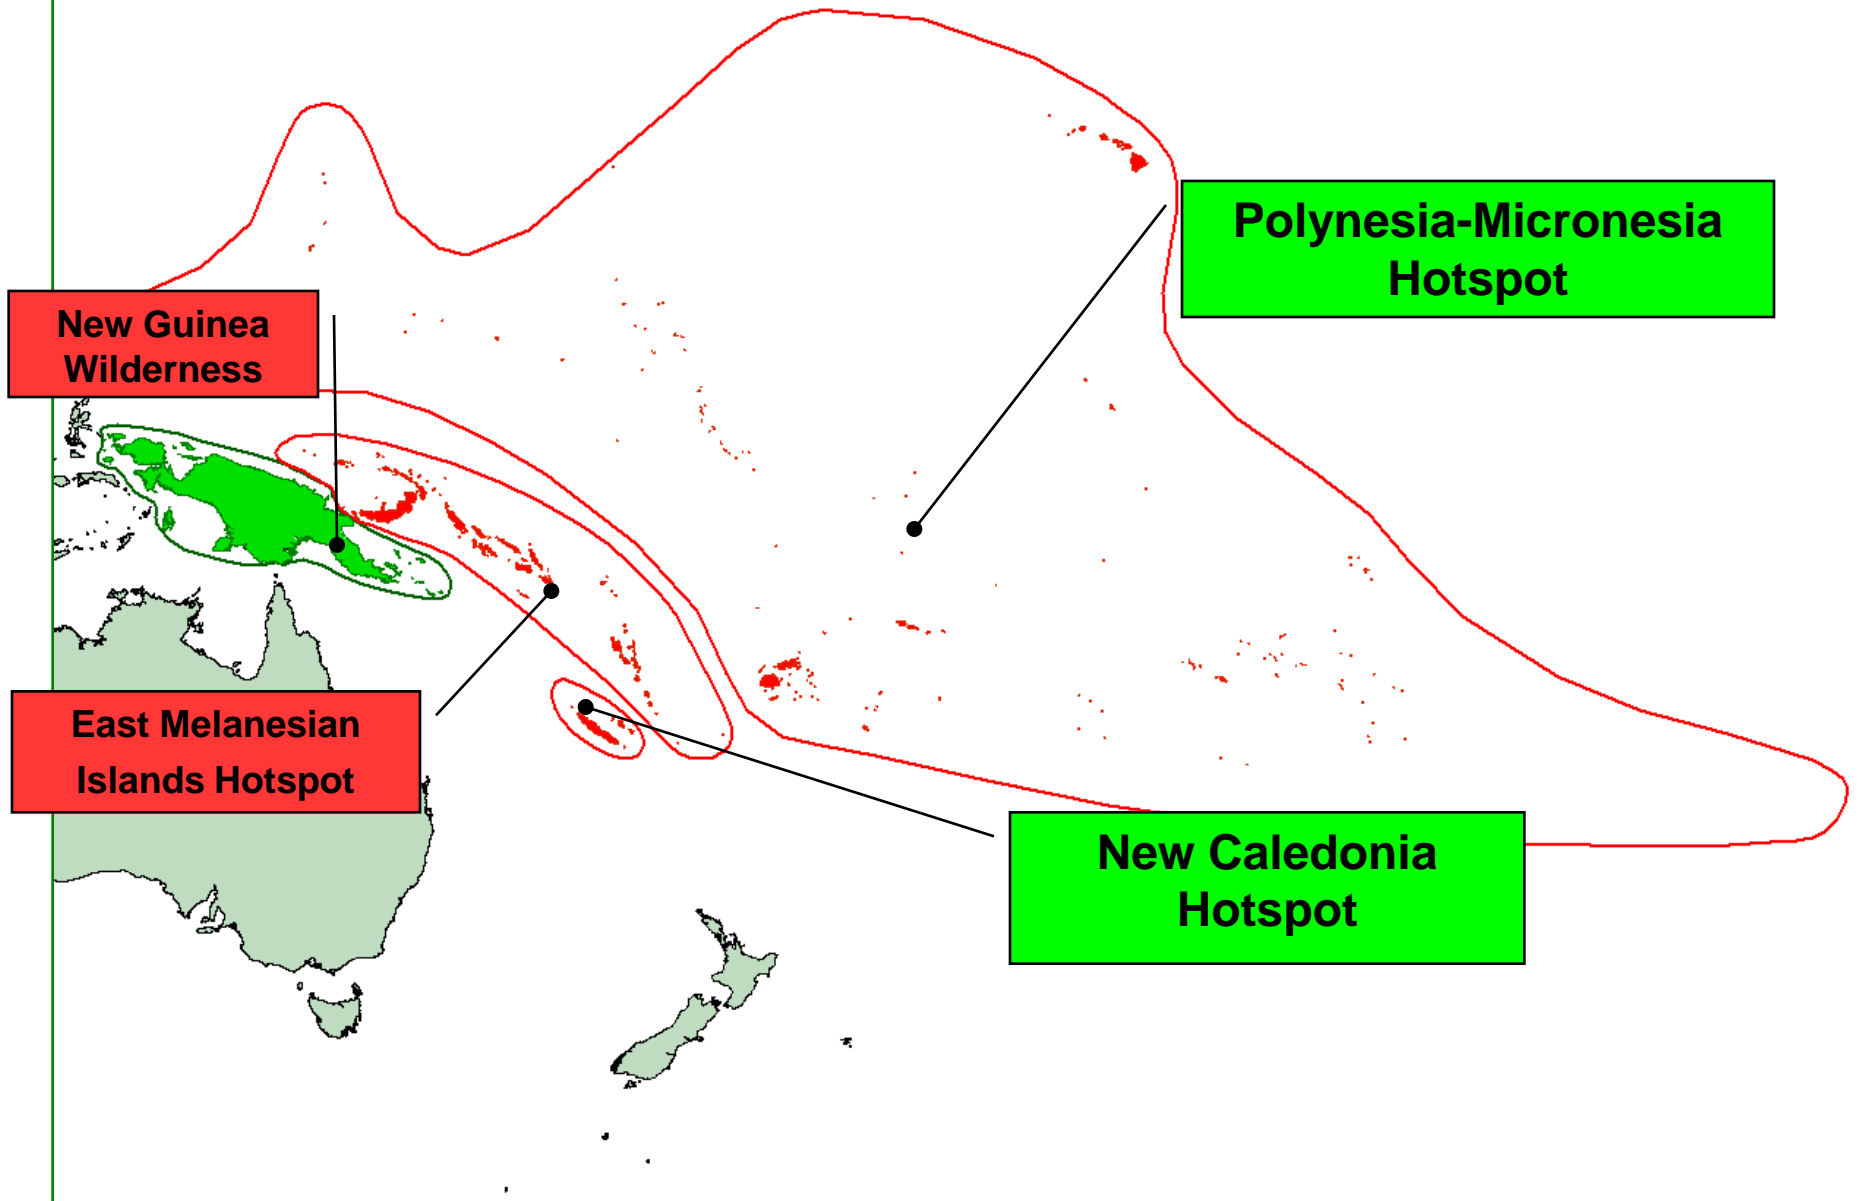 Polynesia-Micronesia
Hotspot
New Guinea
Wilderness
East Melanesian
Islands Hotspot
New Caledonia
Hotspot